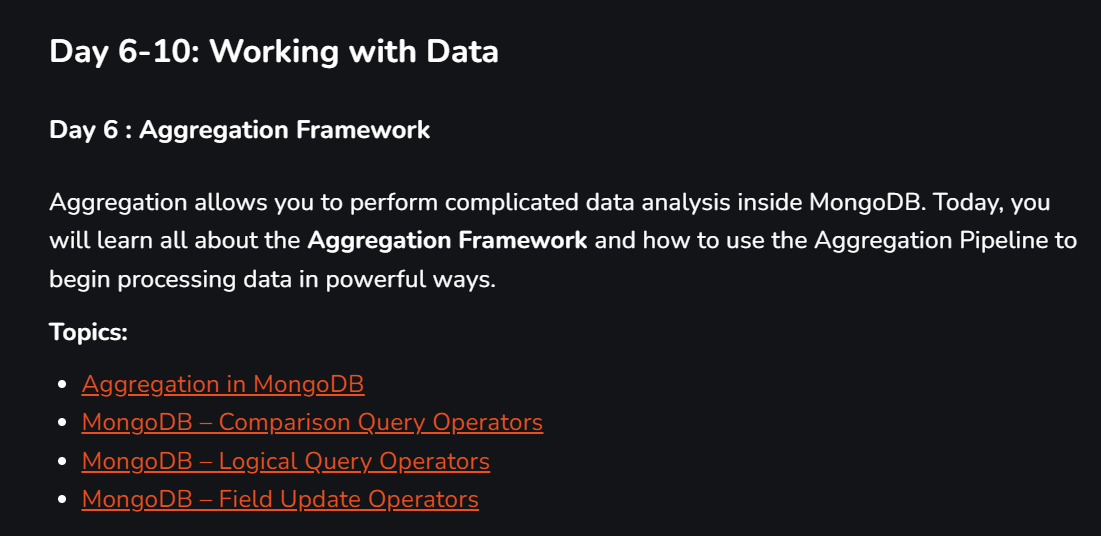 Day 6-10: Working with Data
Day 6 : Aggregation Framework
Aggregation allows you to perform complicated data analysis inside MongoDB. Today, you
will learn all about the Aggregation Framework and how to use the Aggregation Pipeline to
begin processing data in powerful ways.
Topics:
• Aggregation in MongoDB
• MongoDB – Comparison Query Operators
• MongoDB – Logical Query Operators
• MongoDB – Field Update Operators